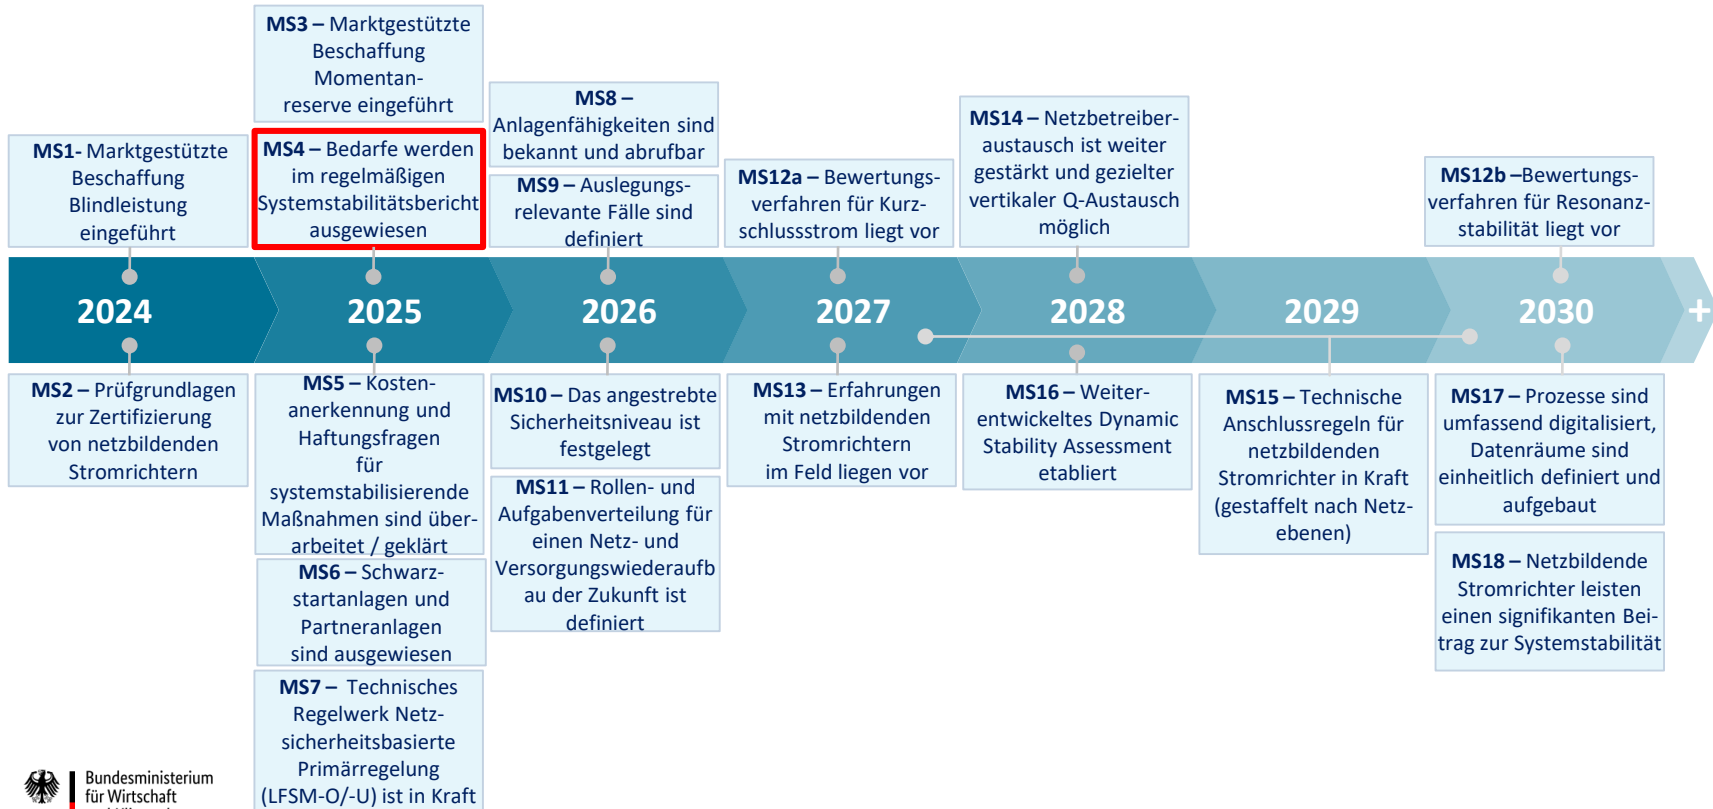 MS3 – Marktgestützte
Beschaffung
Momentan-
reserve eingeführt
MS8 –
Anlagenfähigkeiten sind
bekannt und abrufbar
MS14 – Netzbetreiber-
austausch ist weiter
gestärkt und gezielter
vertikaler Q-Austausch
möglich
MS1- Marktgestützte
Beschaffung
Blindleistung
eingeführt
MS4 – Bedarfe werden
im regelmäßigen
Systemstabilitätsbericht
ausgewiesen
MS9 – Auslegungs-
relevante Fälle sind
definiert
MS12a – Bewertungs-
verfahren für Kurz-
schlussstrom liegt vor
MS12b –Bewertungs-
verfahren für Resonanz-
stabilität liegt vor
2024
2025
2026
2027
2028
2029
2030
+
MS2 – Prüfgrundlagen
zur Zertifizierung
von netzbildenden
Stromrichtern
MS5 – Kosten-
anerkennung und
Haftungsfragen
für
systemstabilisierende
Maßnahmen sind über-
arbeitet / geklärt
MS10 – Das angestrebte
Sicherheitsniveau ist
festgelegt
MS13 – Erfahrungen
mit netzbildenden
Stromrichtern
im Feld liegen vor
MS16 – Weiter-
entwickeltes Dynamic
Stability Assessment
etabliert
MS15 – Technische
Anschlussregeln für
netzbildenden
Stromrichter in Kraft
(gestaffelt nach Netz-
ebenen)
MS17 – Prozesse sind
umfassend digitalisiert,
Datenräume sind
einheitlich definiert und
aufgebaut
MS6 – Schwarz-
startanlagen und
Partneranlagen
sind ausgewiesen
MS11 – Rollen- und
Aufgabenverteilung für
einen Netz- und
Versorgungswiederaufb
au der Zukunft ist
definiert
MS18 – Netzbildende
Stromrichter leisten
einen signifikanten Bei-
trag zur Systemstabilität
MS7 – Technisches
Regelwerk Netz-
sicherheitsbasierte
Primärregelung
(LFSM-O/-U) ist in Kraft
Bundesministerium
für Wirtschaft